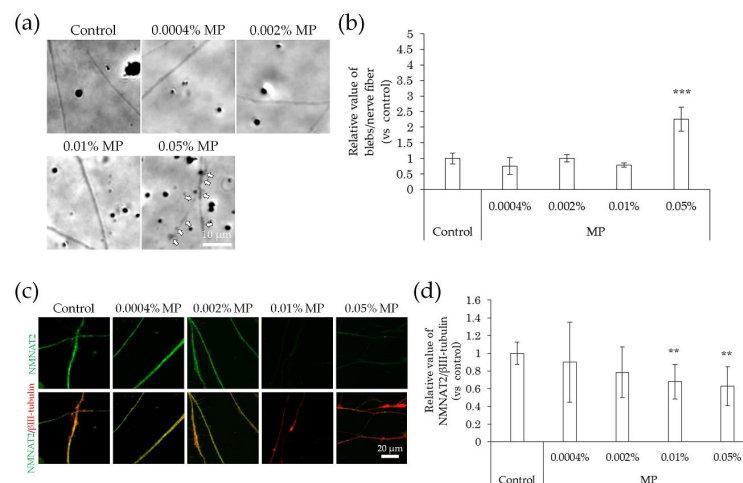 (a)
Control 0.0004% MP 0.002% MP
0.01% MP 0.05% MP
10 μm
(b)
Relative value of
blebs/nerve fiber
(vs control)
5
4.5
4
3.5
3
2.5
2
1.5
1
0.5
0
***
0.0004% 0.002% 0.01% 0.05%
Control MP
(c)
Control 0.0004% MP 0.002% MP 0.01% MP 0.05% MP
NMNAT2
NMNAT2/βIII-tubulin
20 μm
(d)
Relative value of
NMNAT2/βIII-tubulin
(vs control)
1.6
1.4
1.2
1
0.8
0.6
0.4
0.2
0
** **
0.0004% 0.002% 0.01% 0.05%
Control MP